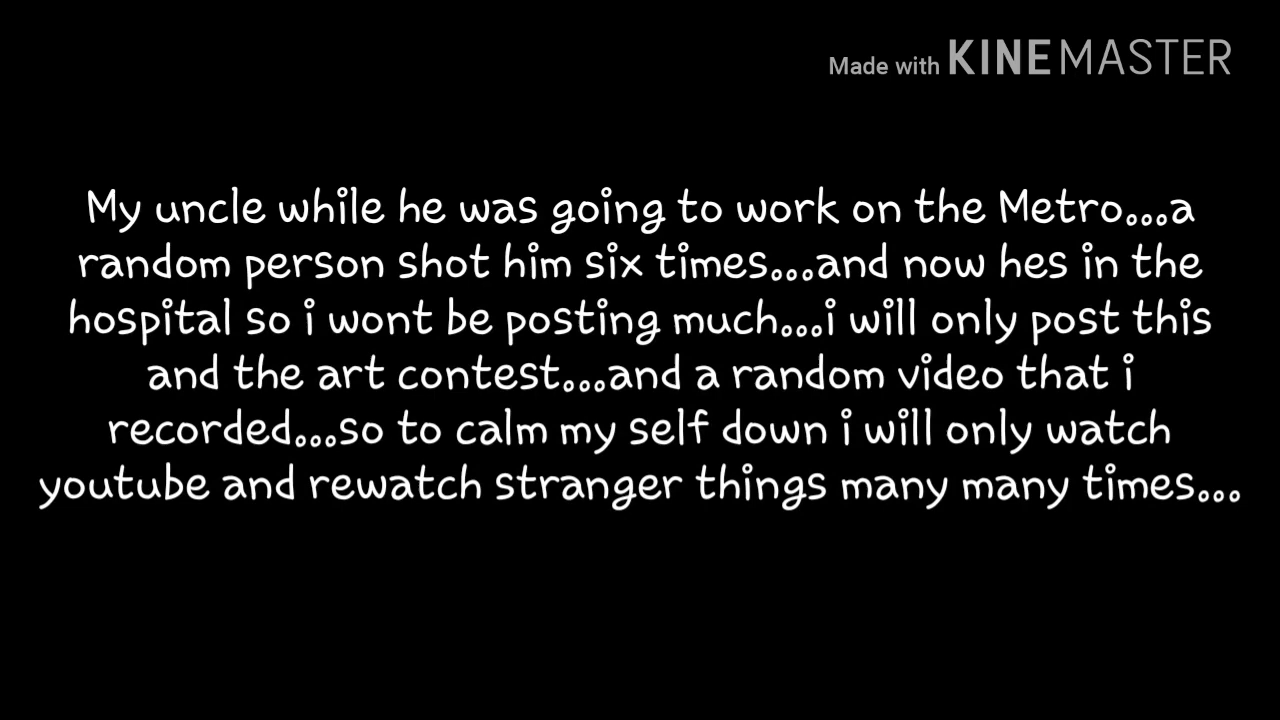 Made with KINEMASTER
My uncle while he was going to work on the Metro...a
random person shot him six times...and now hes in the
hospital so i wont be posting much...i will only post this
and the art contest...and a random video that i
recorded...so to calm my self down i will only watch
youtube and rewatch stranger things many many times...